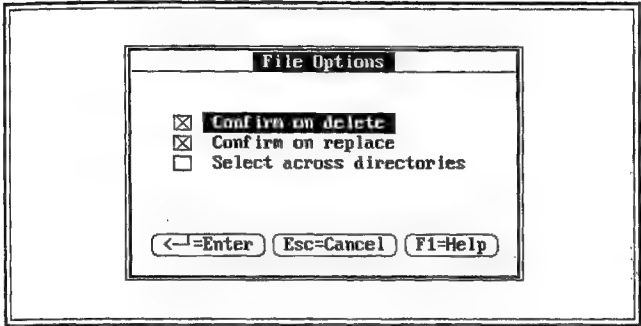 File Options
Confirm on delete
Confirm on replace
Select across directories
<─┘=Enter Esc=Cancel F1=Help